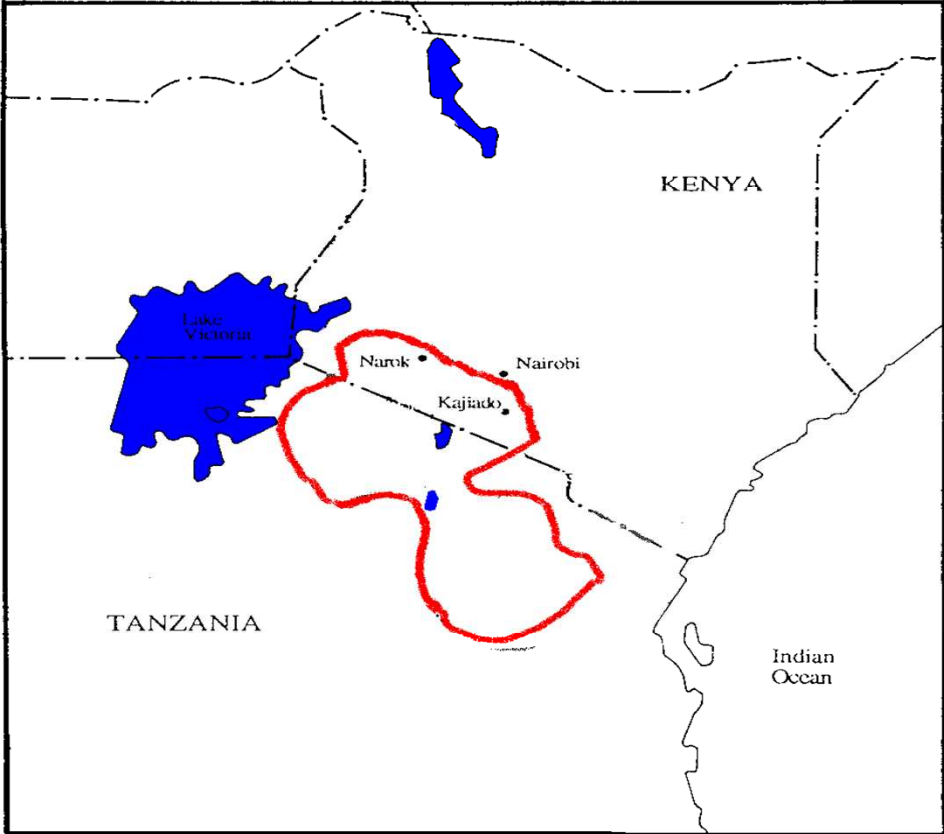 KENYA
Lake
Victoria
Narok
Nairobi
Kajiado
TANZANIA
Indian
Ocean